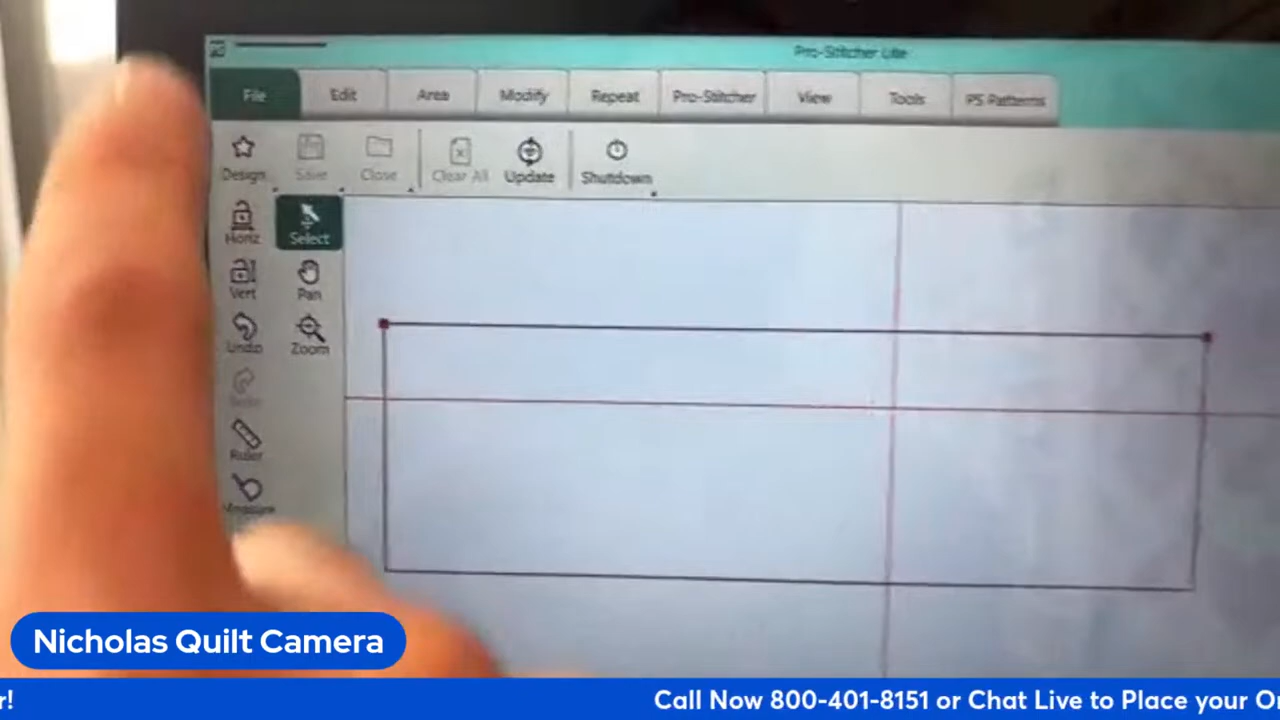 Pro-Stitcher Lite
File Edit Area Modify Repeat Pro-Stitcher View Tools PS Patterns
Design Save Close Clear All Update Shutdown
Horiz Select
Vert Pan
Undo Zoom
Ruler
Measure
Nicholas Quilt Camera
r! Call Now 800-401-8151 or Chat Live to Place your O